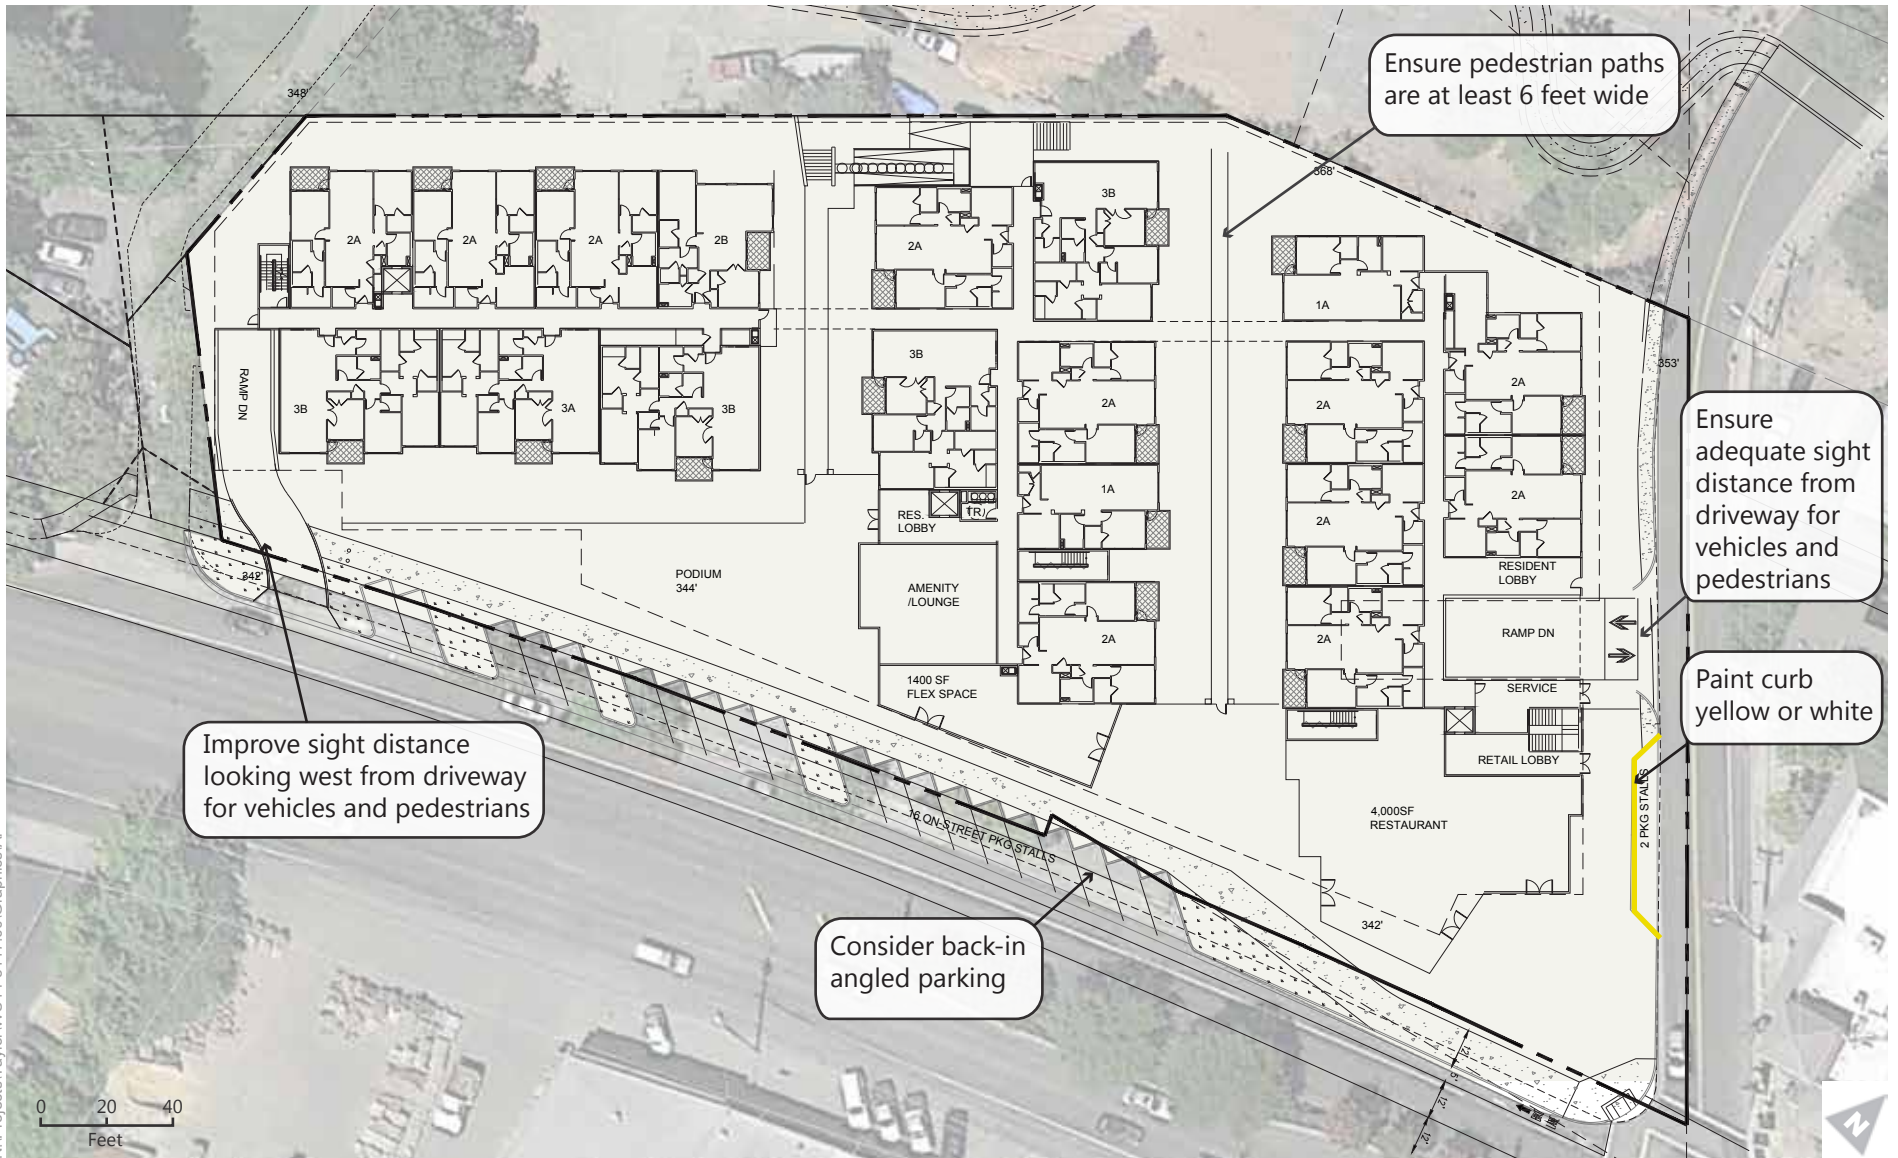 Ensure pedestrian paths
are at least 6 feet wide
348'
368'
3B
2A
2A
2A
2B
2A
1A
353'
3B
2A
RAMP DN
3B
3A
3B
2A
2A
Ensure
adequate sight
distance from
driveway for
vehicles and
pedestrians
1A
2A
RES.
LOBBY
TR
2A
RESIDENT
LOBBY
342'
PODIUM
344'
AMENITY
/LOUNGE
2A
2A
RAMP DN
1400 SF
FLEX SPACE
SERVICE
Paint curb
yellow or white
Improve sight distance
looking west from driveway
for vehicles and pedestrians
RETAIL LOBBY
2 PKG STALLS
4,000SF
RESTAURANT
16 ON-STREET PKG STALLS
342'
Consider back-in
angled parking
12'
5'
12'
12'
0 20 40
Feet
N